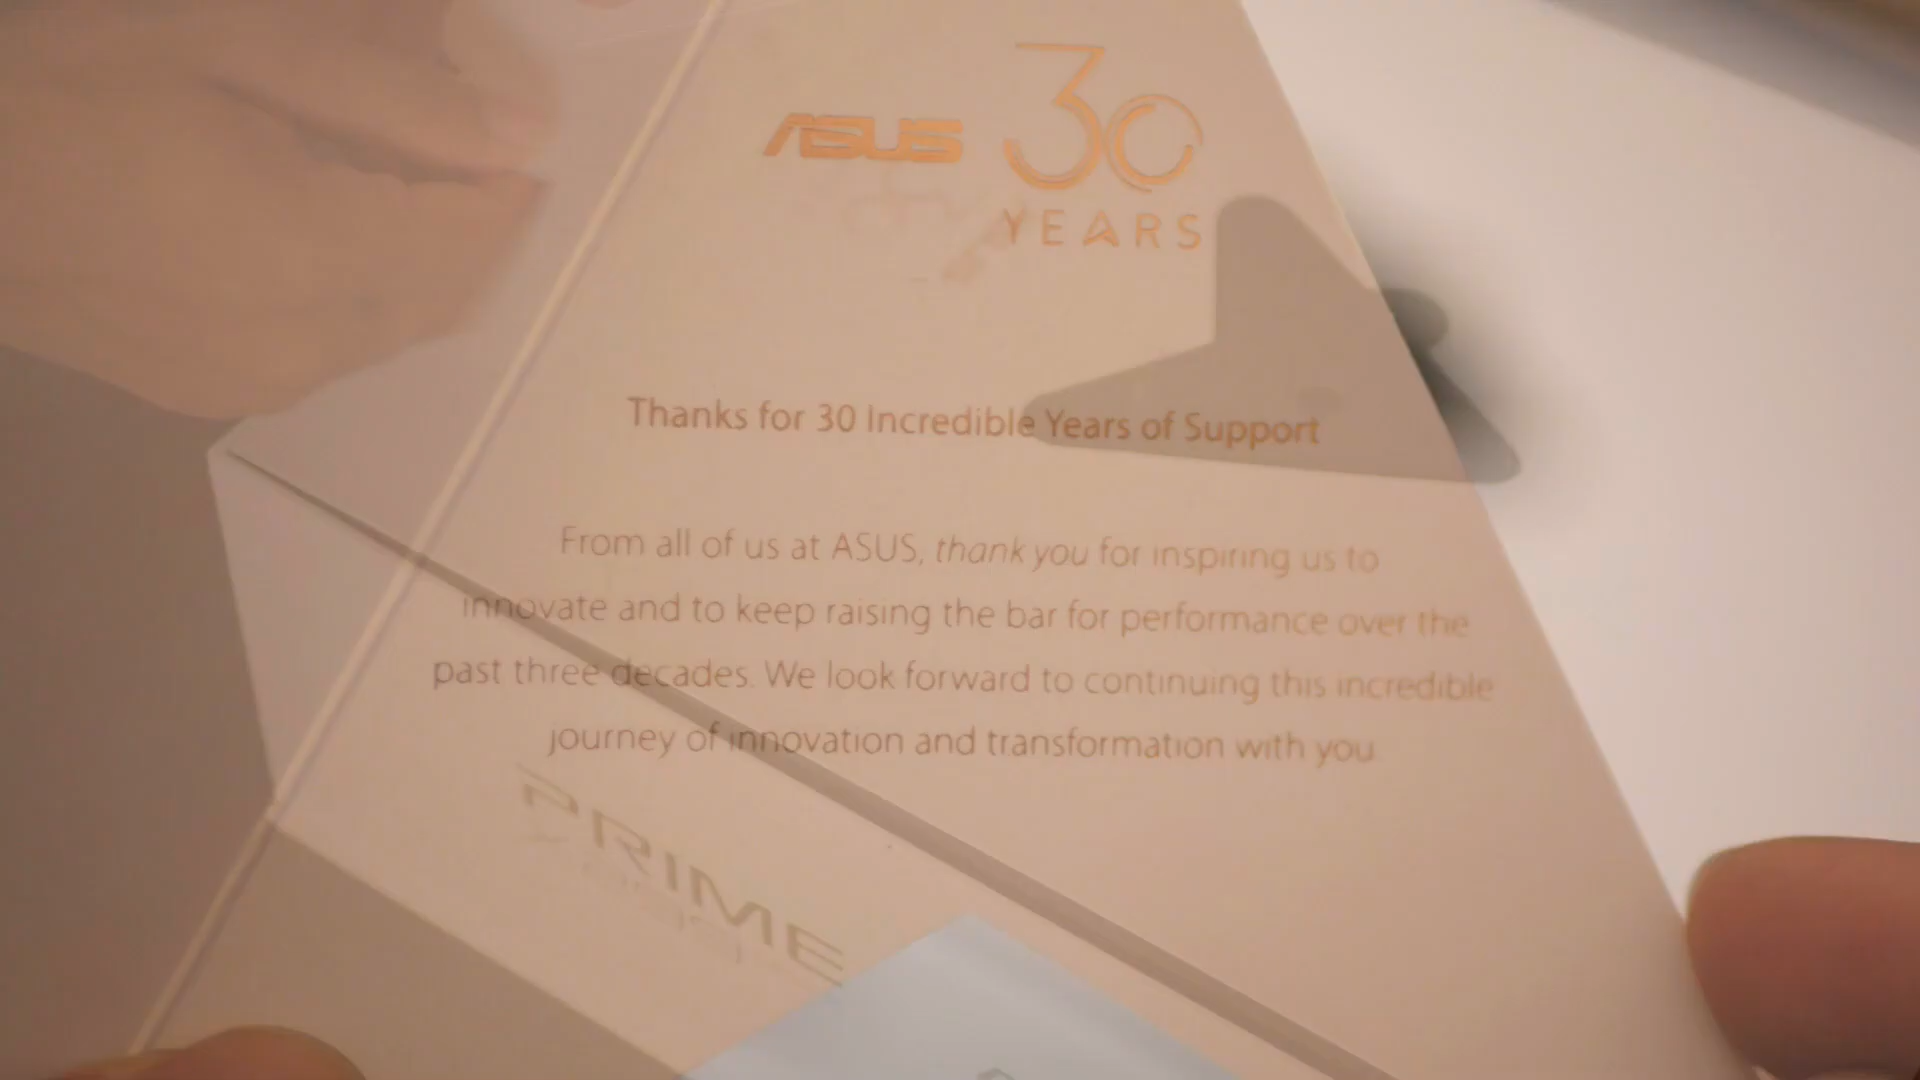 ASUS 30
YEARS
Thanks for 30 Incredible Years of Support
From all of us at ASUS, thank you for inspiring us to
innovate and to keep raising the bar for performance over the
past three decades. We look forward to continuing this incredible
journey of innovation and transformation with you.
PRIME